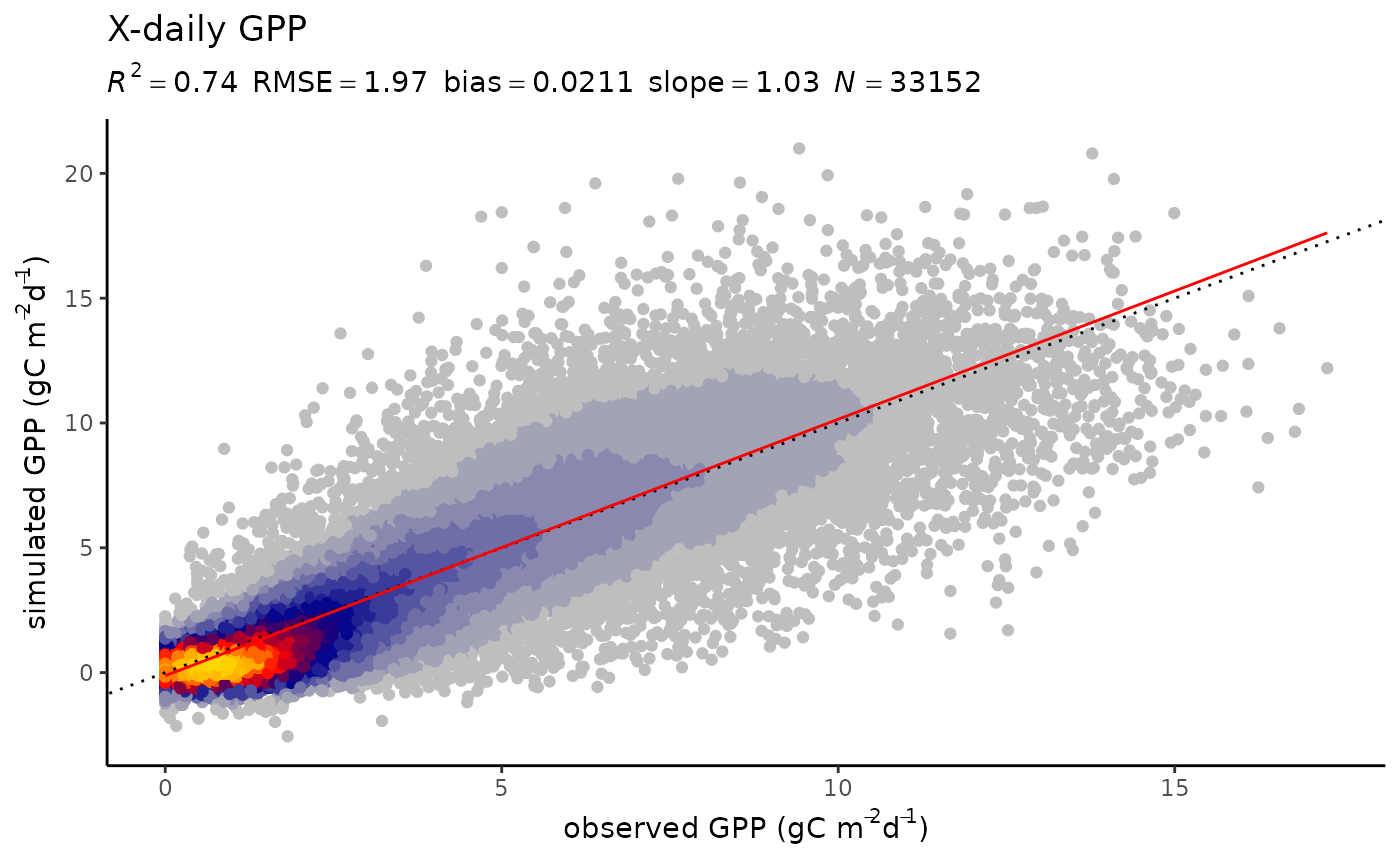 X-daily GPP
R² = 0.74 RMSE = 1.97 bias = 0.0211 slope = 1.03 N = 33152
simulated GPP (gC m⁻²d⁻¹)
20
15
10
5
0
0 5 10 15
observed GPP (gC m⁻²d⁻¹)